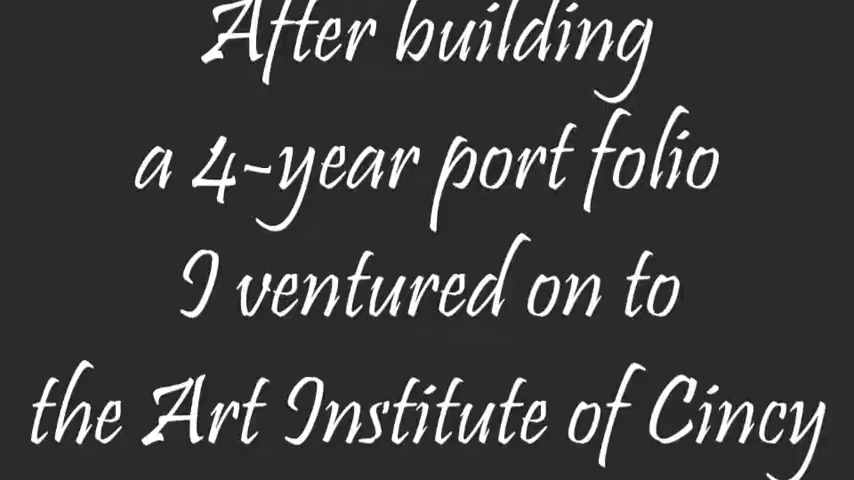 After building
a 4-year port folio
I ventured on to
the Art Institute of Cincy